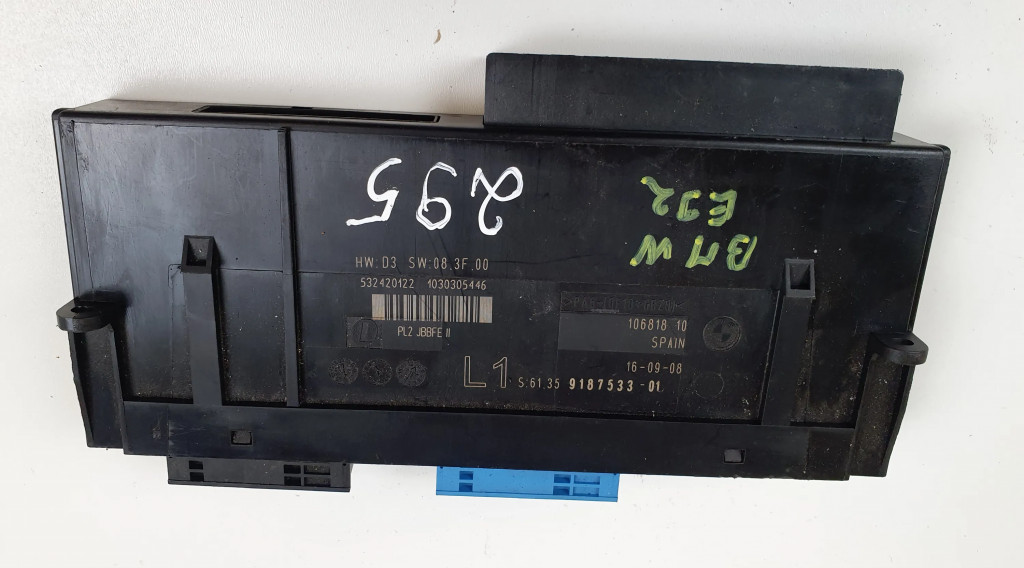 295
BMW
E92
HW:D3 SW:08.3F.00
532420122 1030305446
PL2 JBBFE II
L1
106818 10
SPAIN
16-09-08
S:61.35 9187533-01